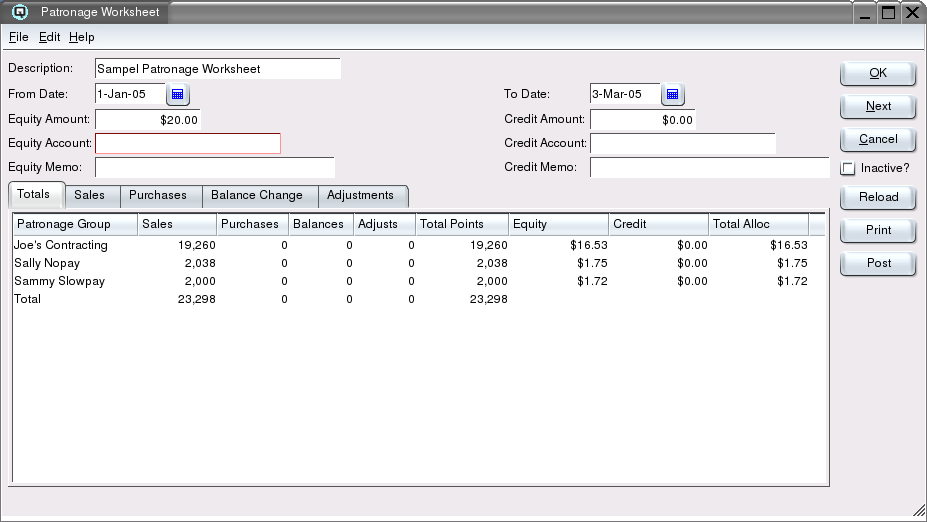 Patronage Worksheet
File Edit Help
Description: Sampel Patronage Worksheet
From Date: 1-Jan-05 To Date: 3-Mar-05
Equity Amount: $20.00 Credit Amount: $0.00
Equity Account: Credit Account:
Equity Memo: Credit Memo:
OK
Next
Cancel
Inactive?
Reload
Print
Post
Totals Sales Purchases Balance Change Adjustments
Patronage Group Sales Purchases Balances Adjusts Total Points Equity Credit Total Alloc
Joe's Contracting 19,260 0 0 0 19,260 $16.53 $0.00 $16.53
Sally Nopay 2,038 0 0 0 2,038 $1.75 $0.00 $1.75
Sammy Slowpay 2,000 0 0 0 2,000 $1.72 $0.00 $1.72
Total 23,298 0 0 0 23,298